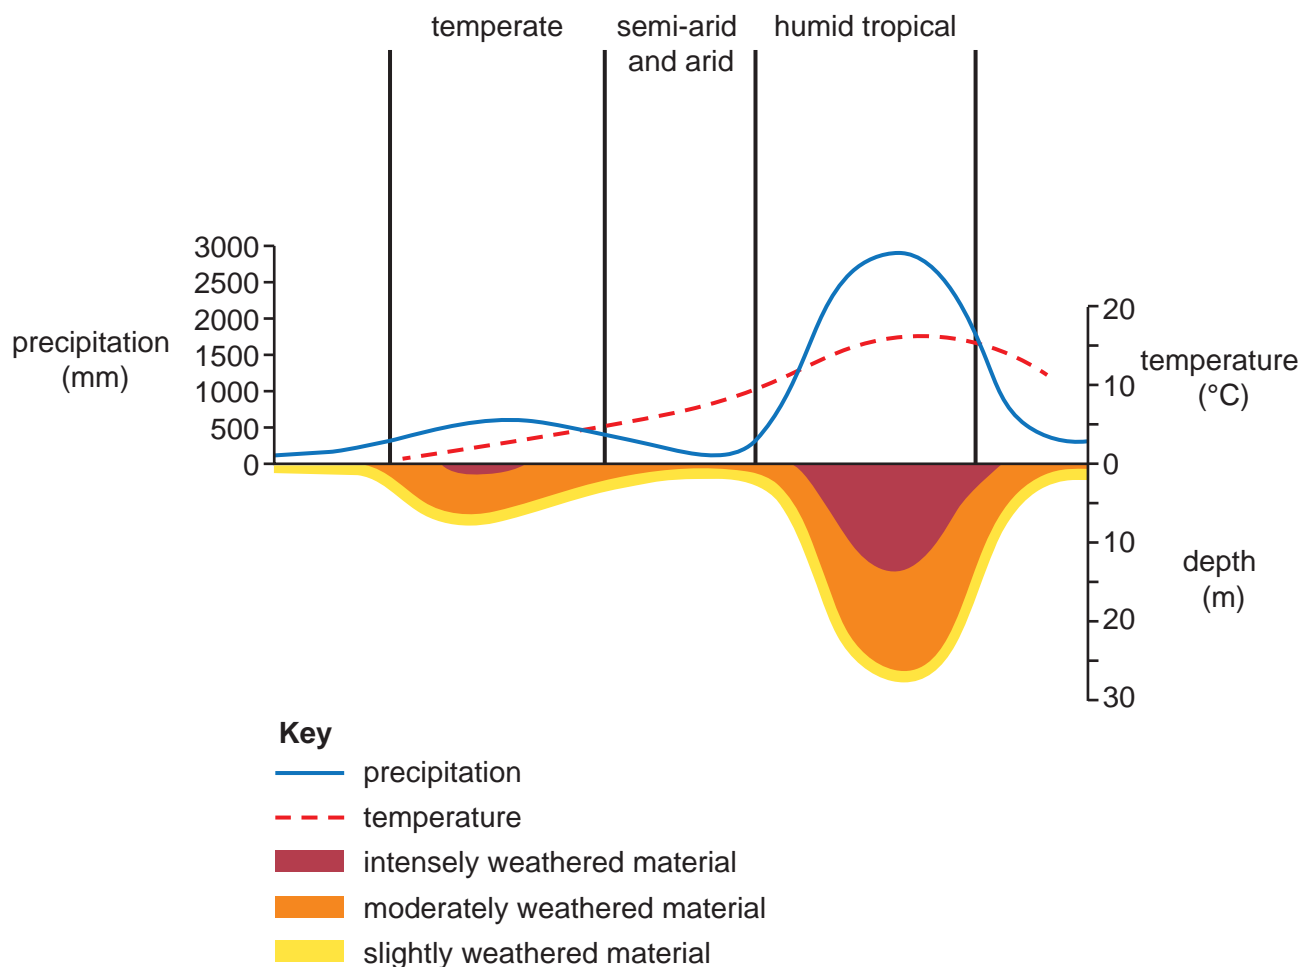 temperate
semi-arid
and arid
humid tropical
3000
2500
2000
1500
1000
500
0
precipitation
(mm)
20
10
0
10
20
30
temperature
(°C)
depth
(m)
Key
precipitation
temperature
intensely weathered material
moderately weathered material
slightly weathered material